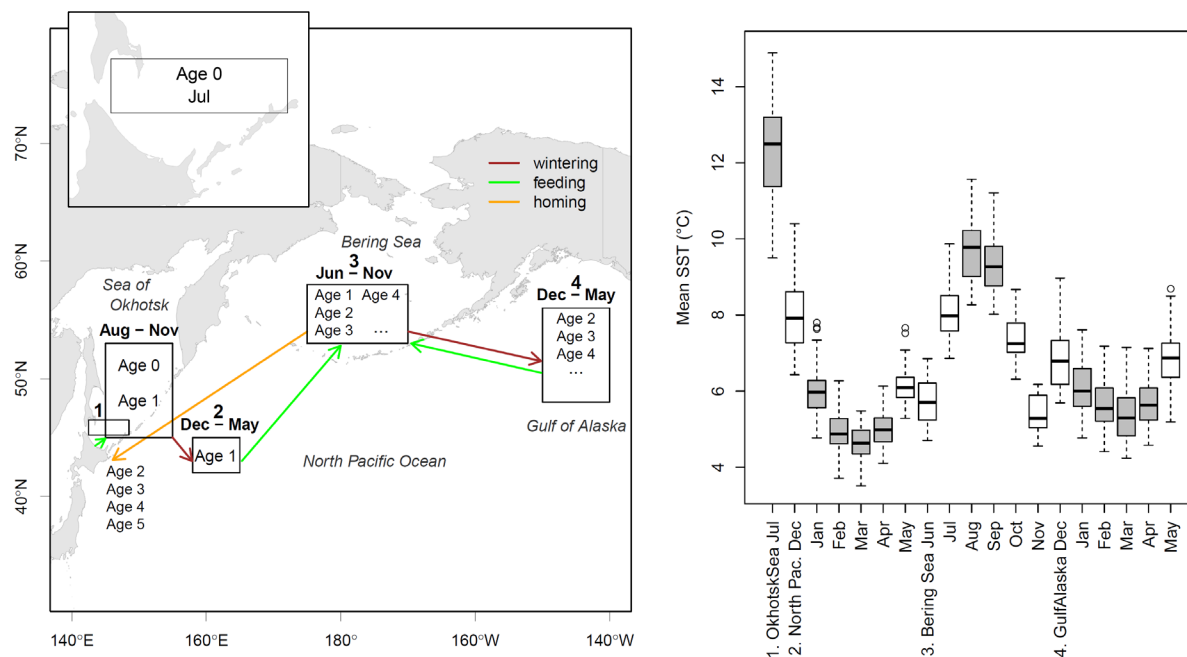 Age 0
Jul
wintering
feeding
homing
Bering Sea
3
Jun – Nov
Age 1 Age 4
Age 2
Age 3 ...
Sea of
Okhotsk
Aug – Nov
Age 0
Age 1
1
2
Dec – May
Age 1
4
Dec – May
Age 2
Age 3
Age 4
...
Gulf of Alaska
North Pacific Ocean
Age 2
Age 3
Age 4
Age 5
70°N
60°N
50°N
40°N
140°E
160°E
180°
160°W
140°W
Mean SST (°C)
14
12
10
8
6
4
1. OkhotskSea Jul
2. North Pac. Dec
Jan
Feb
Mar
Apr
May
3. Bering Sea Jun
Jul
Aug
Sep
Oct
Nov
4. GulfAlaska Dec
Jan
Feb
Mar
Apr
May